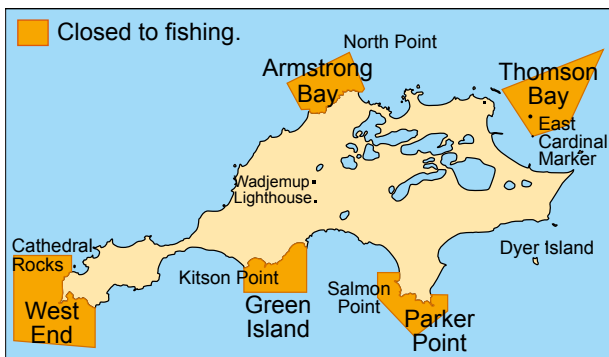 Closed to fishing.
North Point
Armstrong
Bay
Thomson
Bay
East
Cardinal
Marker
Wadjemup
Lighthouse
Cathedral
Rocks
West
End
Kitson Point
Green
Island
Salmon
Point
Parker
Point
Dyer Island